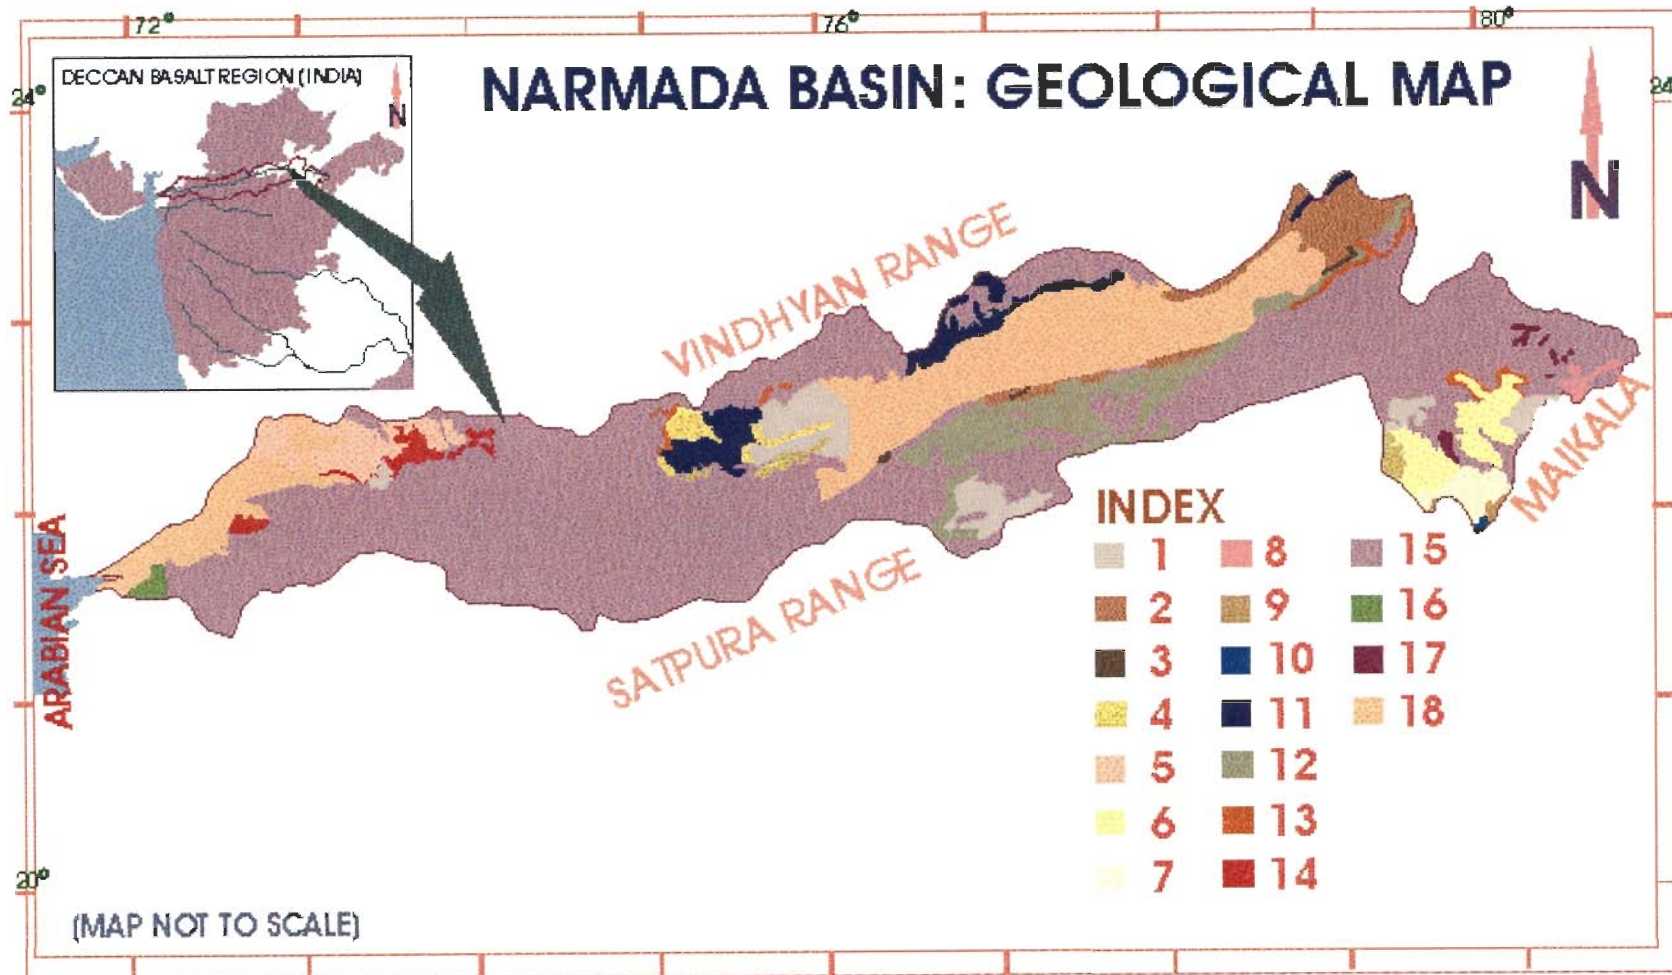 72°
76°
80°
24°
24
DECCAN BASALT REGION (INDIA)
N
NARMADA BASIN: GEOLOGICAL MAP
N
VINDHYAN RANGE
SATPURA RANGE
MAIKALA
ARABIAN SEA
INDEX
1
2
3
4
5
6
7
8
9
10
11
12
13
14
15
16
17
18
20°
(MAP NOT TO SCALE)